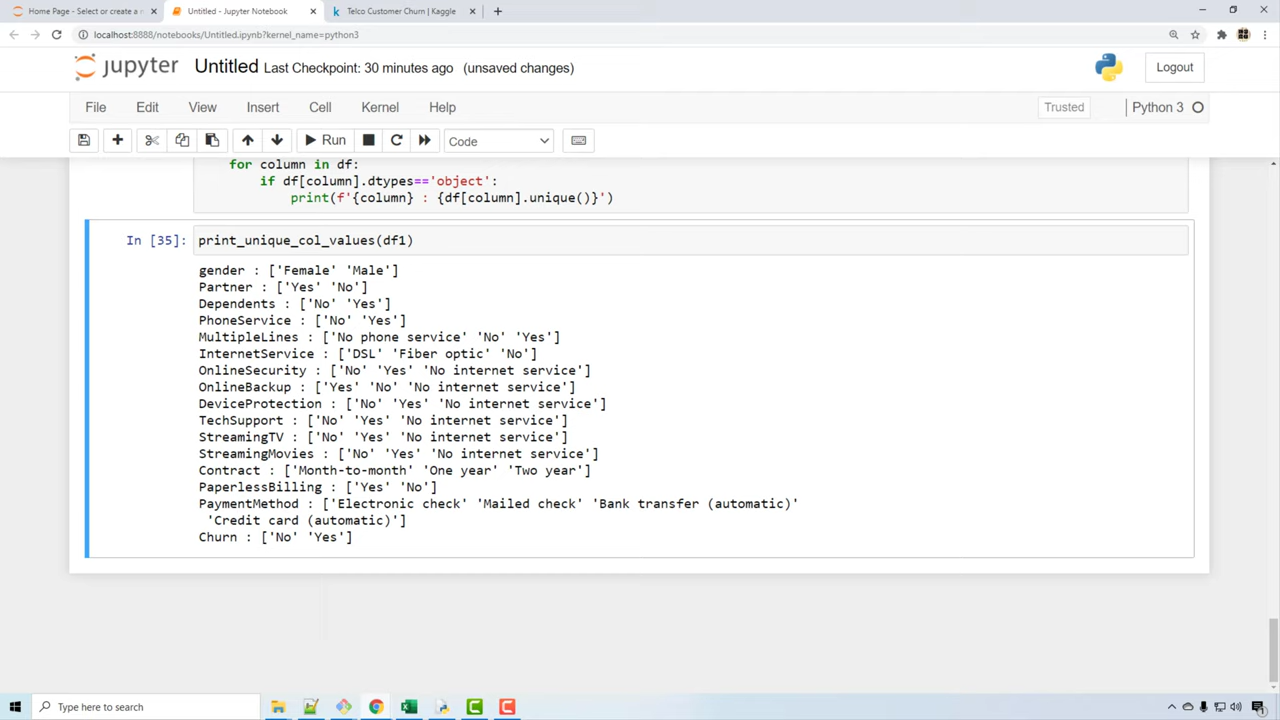 Home Page - Select or create a n
Untitled - Jupyter Notebook
Telco Customer Churn | Kaggle
localhost:8888/notebooks/Untitled.ipynb?kernel_name=python3
jupyter Untitled Last Checkpoint: 30 minutes ago (unsaved changes)
Logout
File Edit View Insert Cell Kernel Help
Trusted
Python 3
Run
Code
for column in df:
if df[column].dtypes=='object':
print(f'{column} : {df[column].unique()}')
In [35]: print_unique_col_values(df1)
gender : ['Female' 'Male']
Partner : ['Yes' 'No']
Dependents : ['No' 'Yes']
PhoneService : ['No' 'Yes']
MultipleLines : ['No phone service' 'No' 'Yes']
InternetService : ['DSL' 'Fiber optic' 'No']
OnlineSecurity : ['No' 'Yes' 'No internet service']
OnlineBackup : ['Yes' 'No' 'No internet service']
DeviceProtection : ['No' 'Yes' 'No internet service']
TechSupport : ['No' 'Yes' 'No internet service']
StreamingTV : ['No' 'Yes' 'No internet service']
StreamingMovies : ['No' 'Yes' 'No internet service']
Contract : ['Month-to-month' 'One year' 'Two year']
PaperlessBilling : ['Yes' 'No']
PaymentMethod : ['Electronic check' 'Mailed check' 'Bank transfer (automatic)'
'Credit card (automatic)']
Churn : ['No' 'Yes']
Type here to search